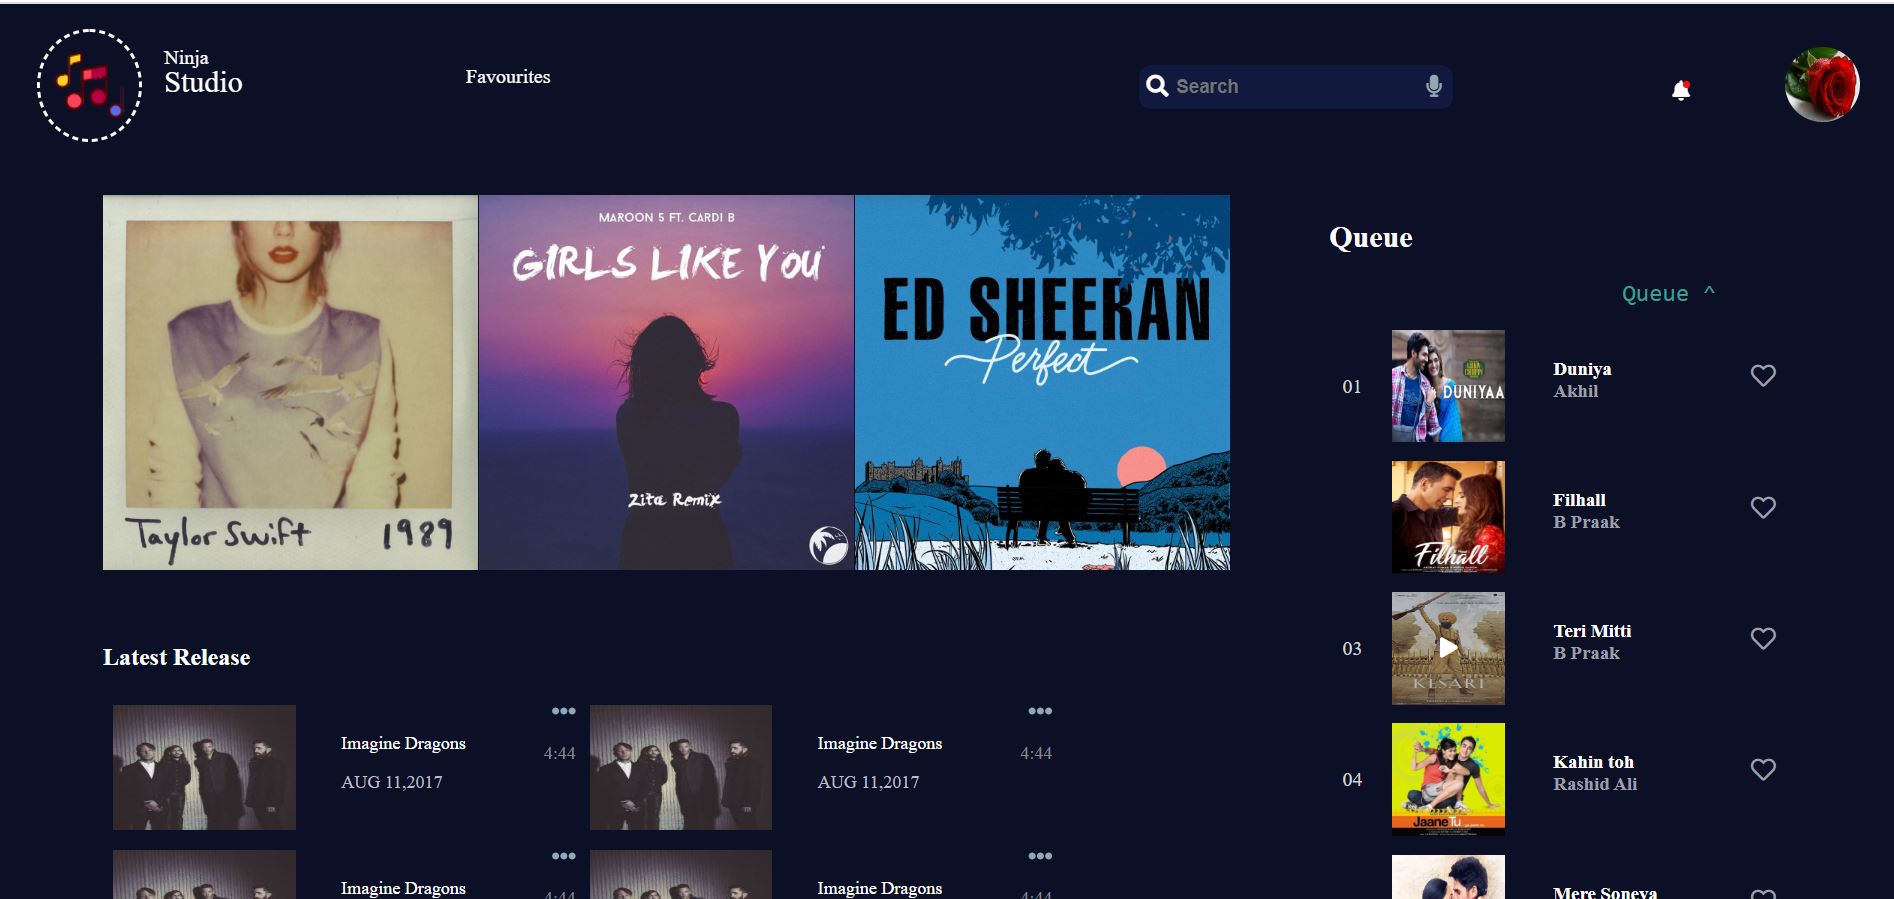 Ninja
Studio
Favourites
Search
MAROON 5 FT. CARDI B
GIRLS LIKE YOU
Zita Remix
Taylor Swift 1989
ED SHEERAN
Perfect
Queue
Queue ^
01
DUNIYAA
Duniya
Akhil
Filhall
Filhall
B Praak
03
KESARI
Teri Mitti
B Praak
04
Jaane Tu
Kahin toh
Rashid Ali
Mere Soneya
Latest Release
Imagine Dragons
4:44
AUG 11,2017
Imagine Dragons
4:44
AUG 11,2017
Imagine Dragons
4:44
Imagine Dragons
4:44